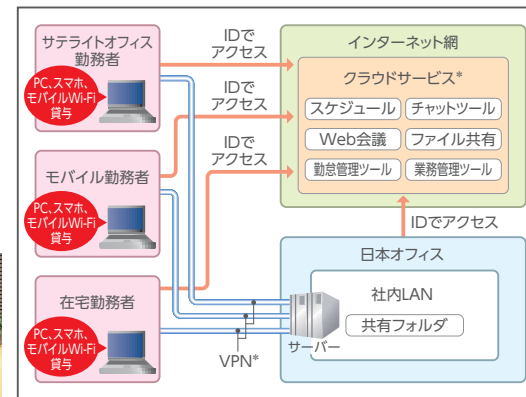 サテライトオフィス
勤務者
PC、スマホ、
モバイルWi-Fi
貸与
IDで
アクセス
モバイル勤務者
PC、スマホ、
モバイルWi-Fi
貸与
IDで
アクセス
在宅勤務者
PC、スマホ、
モバイルWi-Fi
貸与
IDで
アクセス
インターネット網
クラウドサービス*
スケジュール
チャットツール
Web会議
ファイル共有
勤怠管理ツール
業務管理ツール
IDでアクセス
日本オフィス
社内LAN
共有フォルダ
サーバー
VPN*